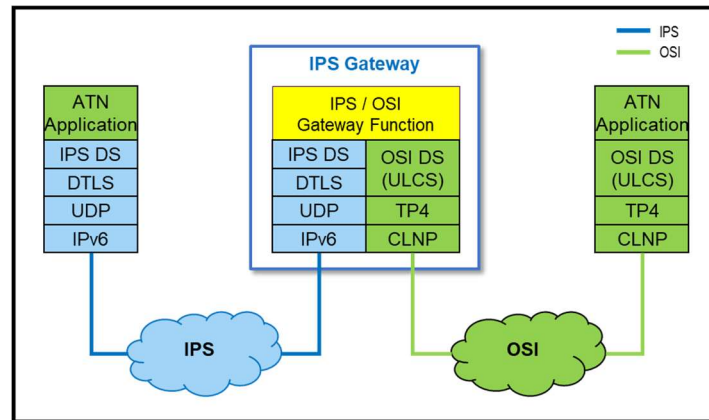 IPS
OSI
IPS Gateway
ATN
Application
IPS DS
DTLS
UDP
IPv6
IPS / OSI
Gateway Function
IPS DS
DTLS
UDP
IPv6
OSI DS
(ULCS)
TP4
CLNP
ATN
Application
OSI DS
(ULCS)
TP4
CLNP
IPS
OSI